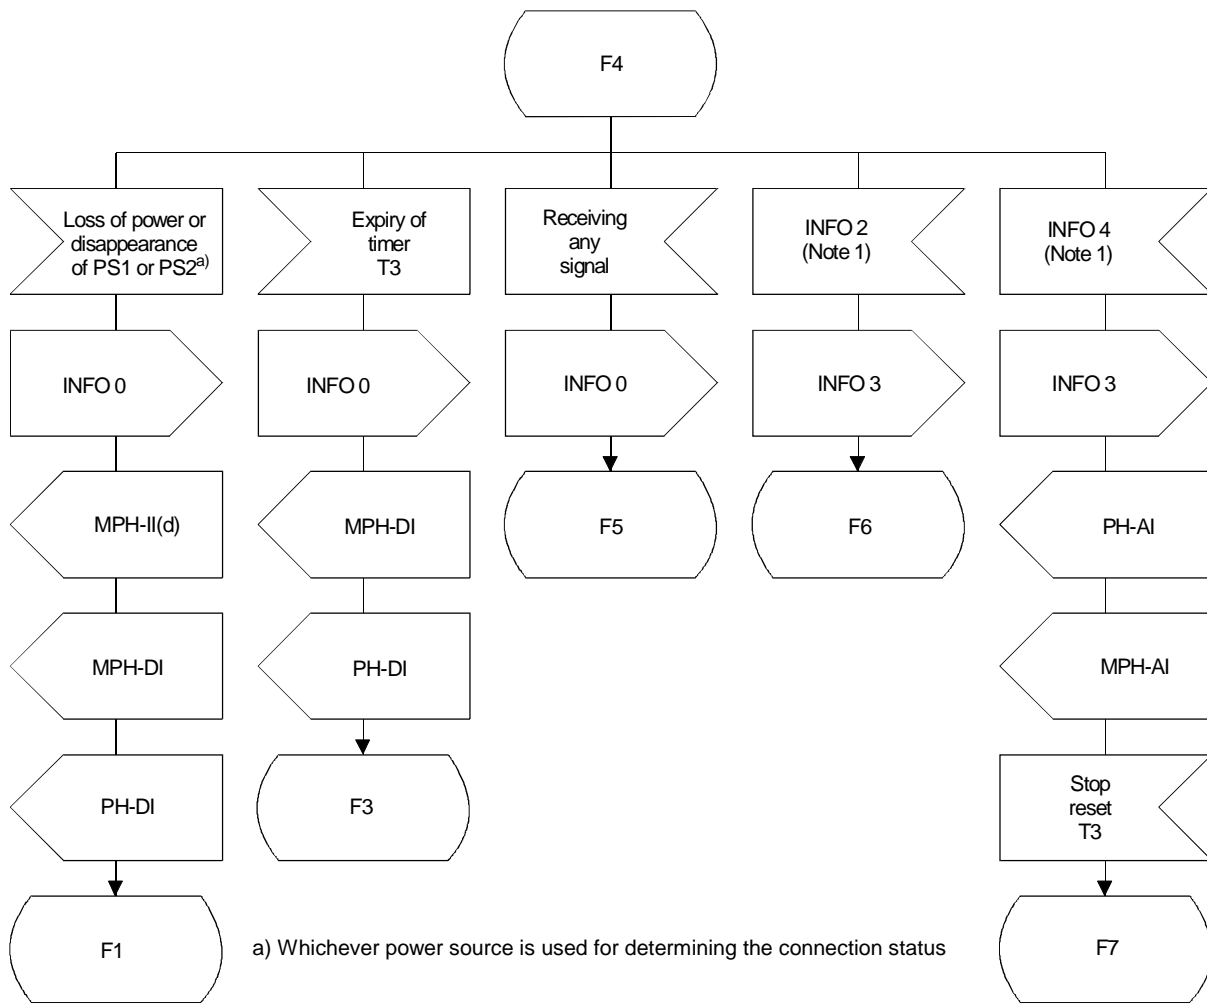 F4
Loss of power or
disappearance
of PS1 or PS2a)
Expiry of
timer
T3
Receiving
any
signal
INFO 2
(Note 1)
INFO 4
(Note 1)
INFO 0
INFO 0
INFO 0
INFO 3
INFO 3
MPH-II(d)
MPH-DI
F5
F6
PH-AI
MPH-DI
PH-DI
MPH-AI
PH-DI
F3
Stop
reset
T3
F1
a) Whichever power source is used for determining the connection status
F7